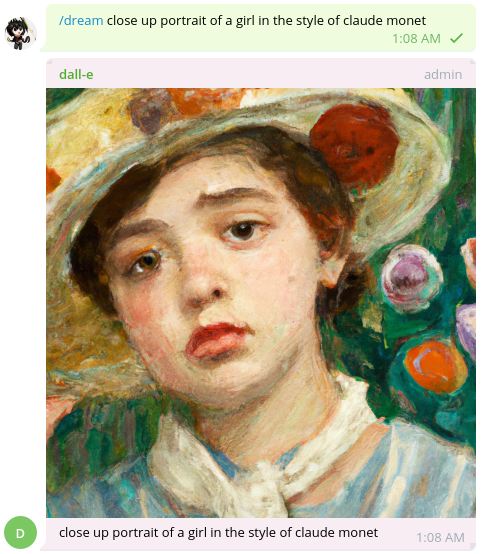 /dream close up portrait of a girl in the style of claude monet
1:08 AM
dall-e admin
close up portrait of a girl in the style of claude monet
1:08 AM
D